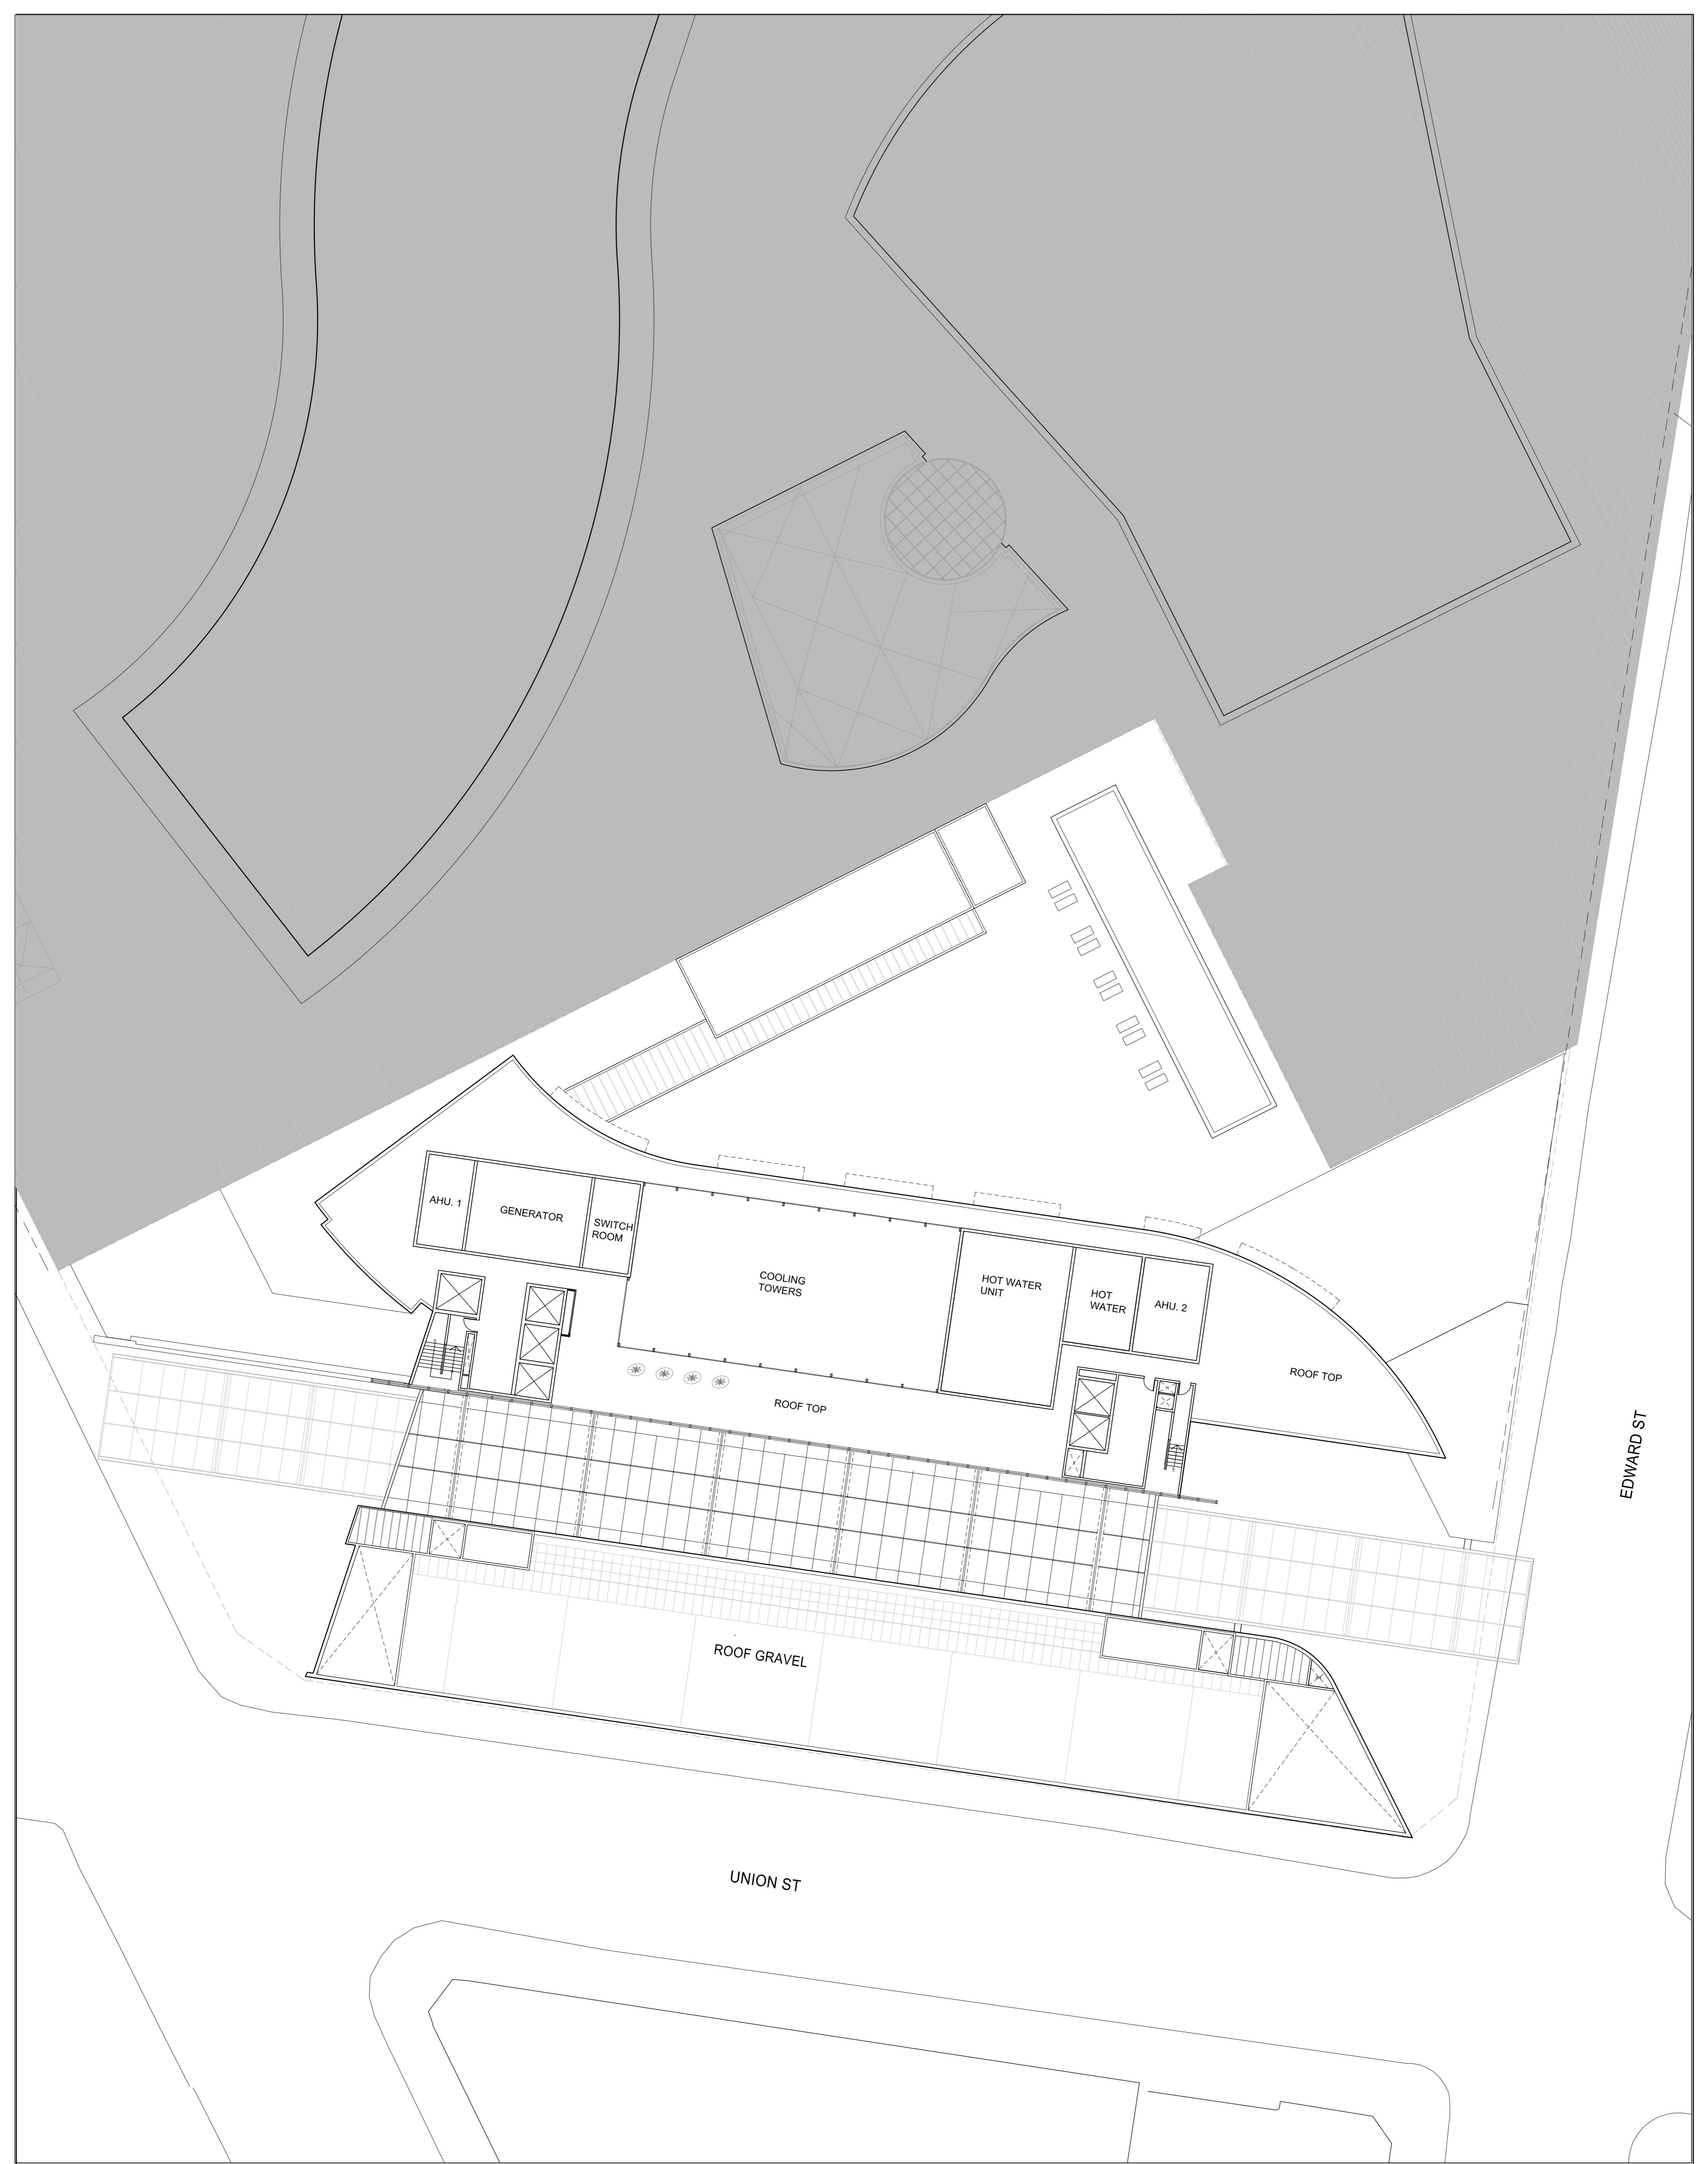 AHU. 1
GENERATOR
SWITCH
ROOM
COOLING
TOWERS
HOT WATER
UNIT
HOT
WATER
AHU. 2
ROOF TOP
ROOF TOP
EDWARD ST
ROOF GRAVEL
UNION ST